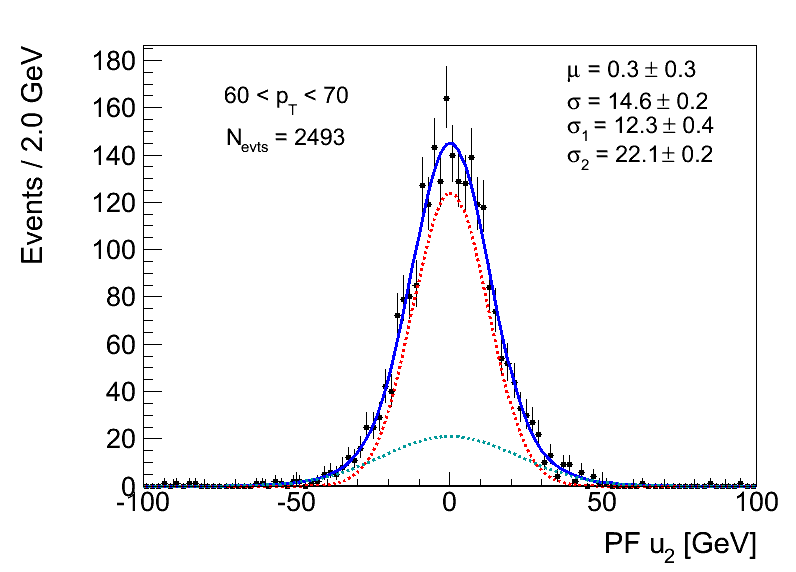 180
160
140
120
100
80
60
40
20
0
Events / 2.0 GeV
60 < p_T < 70
N_evts = 2493
μ = 0.3 ± 0.3
σ = 14.6 ± 0.2
σ_1 = 12.3 ± 0.4
σ_2 = 22.1 ± 0.2
-100 -50 0 50 100
PF u_2 [GeV]